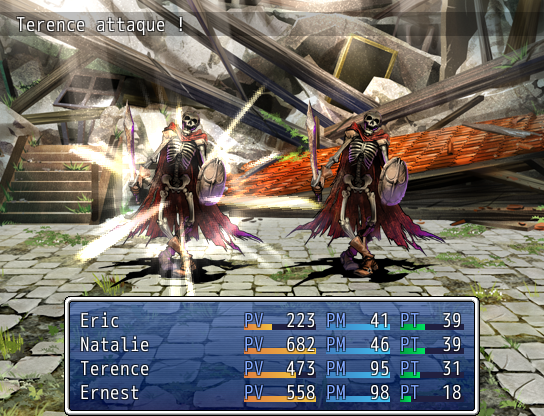 Terence attaque !
Eric PV 223 PM 41 PT 39
Natalie PV 682 PM 46 PT 39
Terence PV 473 PM 95 PT 31
Ernest PV 558 PM 98 PT 18